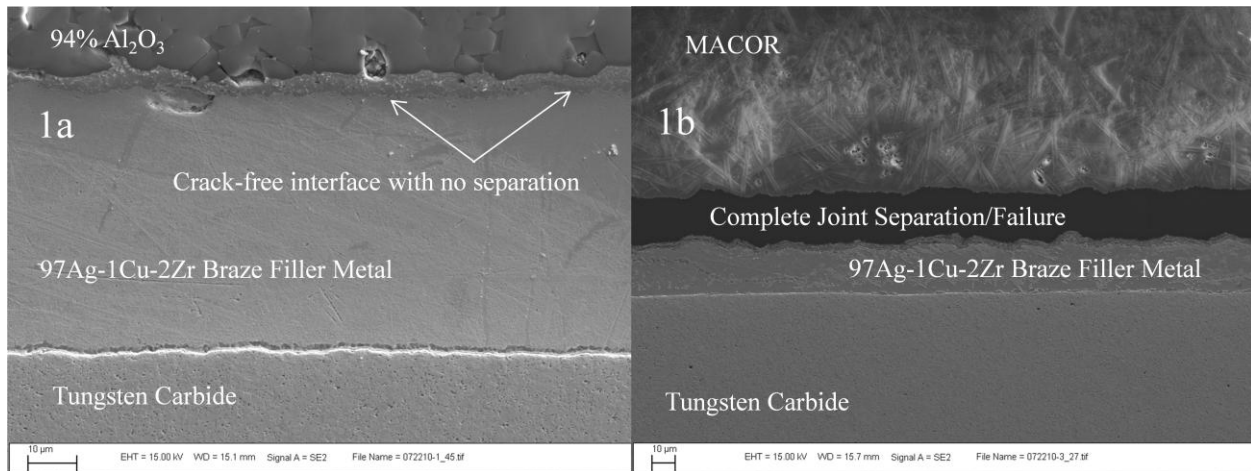 94% Al₂O₃
1a
Crack-free interface with no separation
97Ag-1Cu-2Zr Braze Filler Metal
Tungsten Carbide
10 µm EHT = 15.00 kV WD = 15.1 mm Signal A = SE2 File Name = 072210-1_45.tif
MACOR
1b
Complete Joint Separation/Failure
97Ag-1Cu-2Zr Braze Filler Metal
Tungsten Carbide
10 µm EHT = 15.00 kV WD = 15.7 mm Signal A = SE2 File Name = 072210-3_27.tif